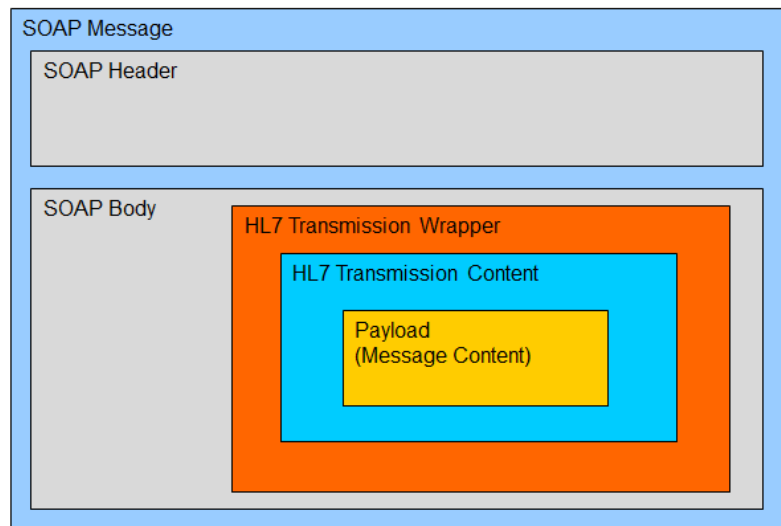 SOAP Message
SOAP Header
SOAP Body
HL7 Transmission Wrapper
HL7 Transmission Content
Payload
(Message Content)